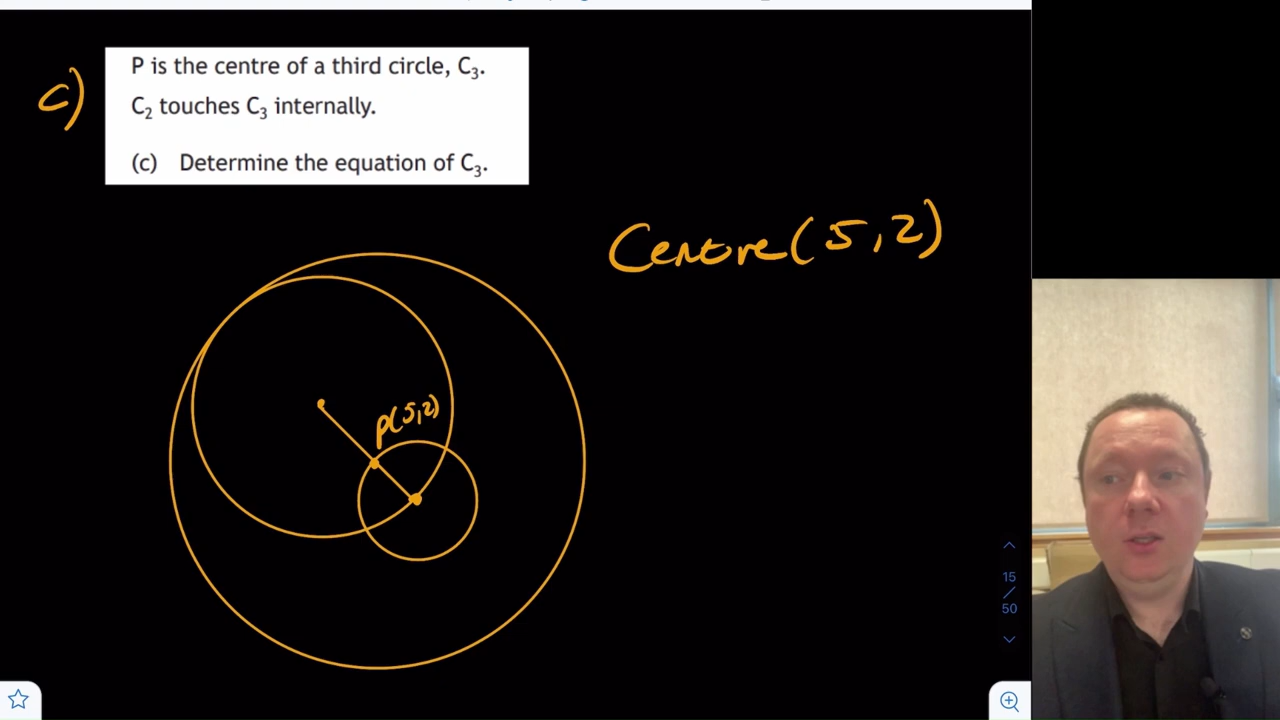 c)
P is the centre of a third circle, C₃.
C₂ touches C₃ internally.
(c) Determine the equation of C₃.
Centre (5,2)
P(5,2)
15
/
50